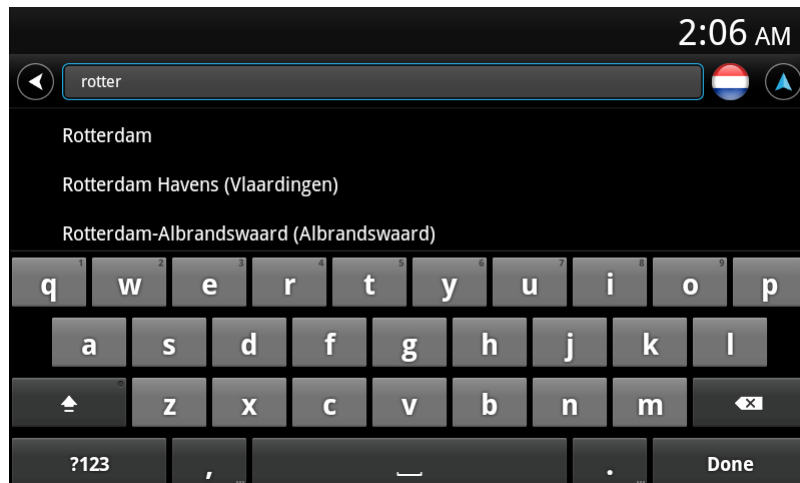 2:06 AM
rotter
Rotterdam
Rotterdam Havens (Vlaardingen)
Rotterdam-Albrandswaard (Albrandswaard)
1 2 3 4 5 6 7 8 9
q w e r t y u i o p
a s d f g h j k l
z x c v b n m
?123 , ... . ... Done